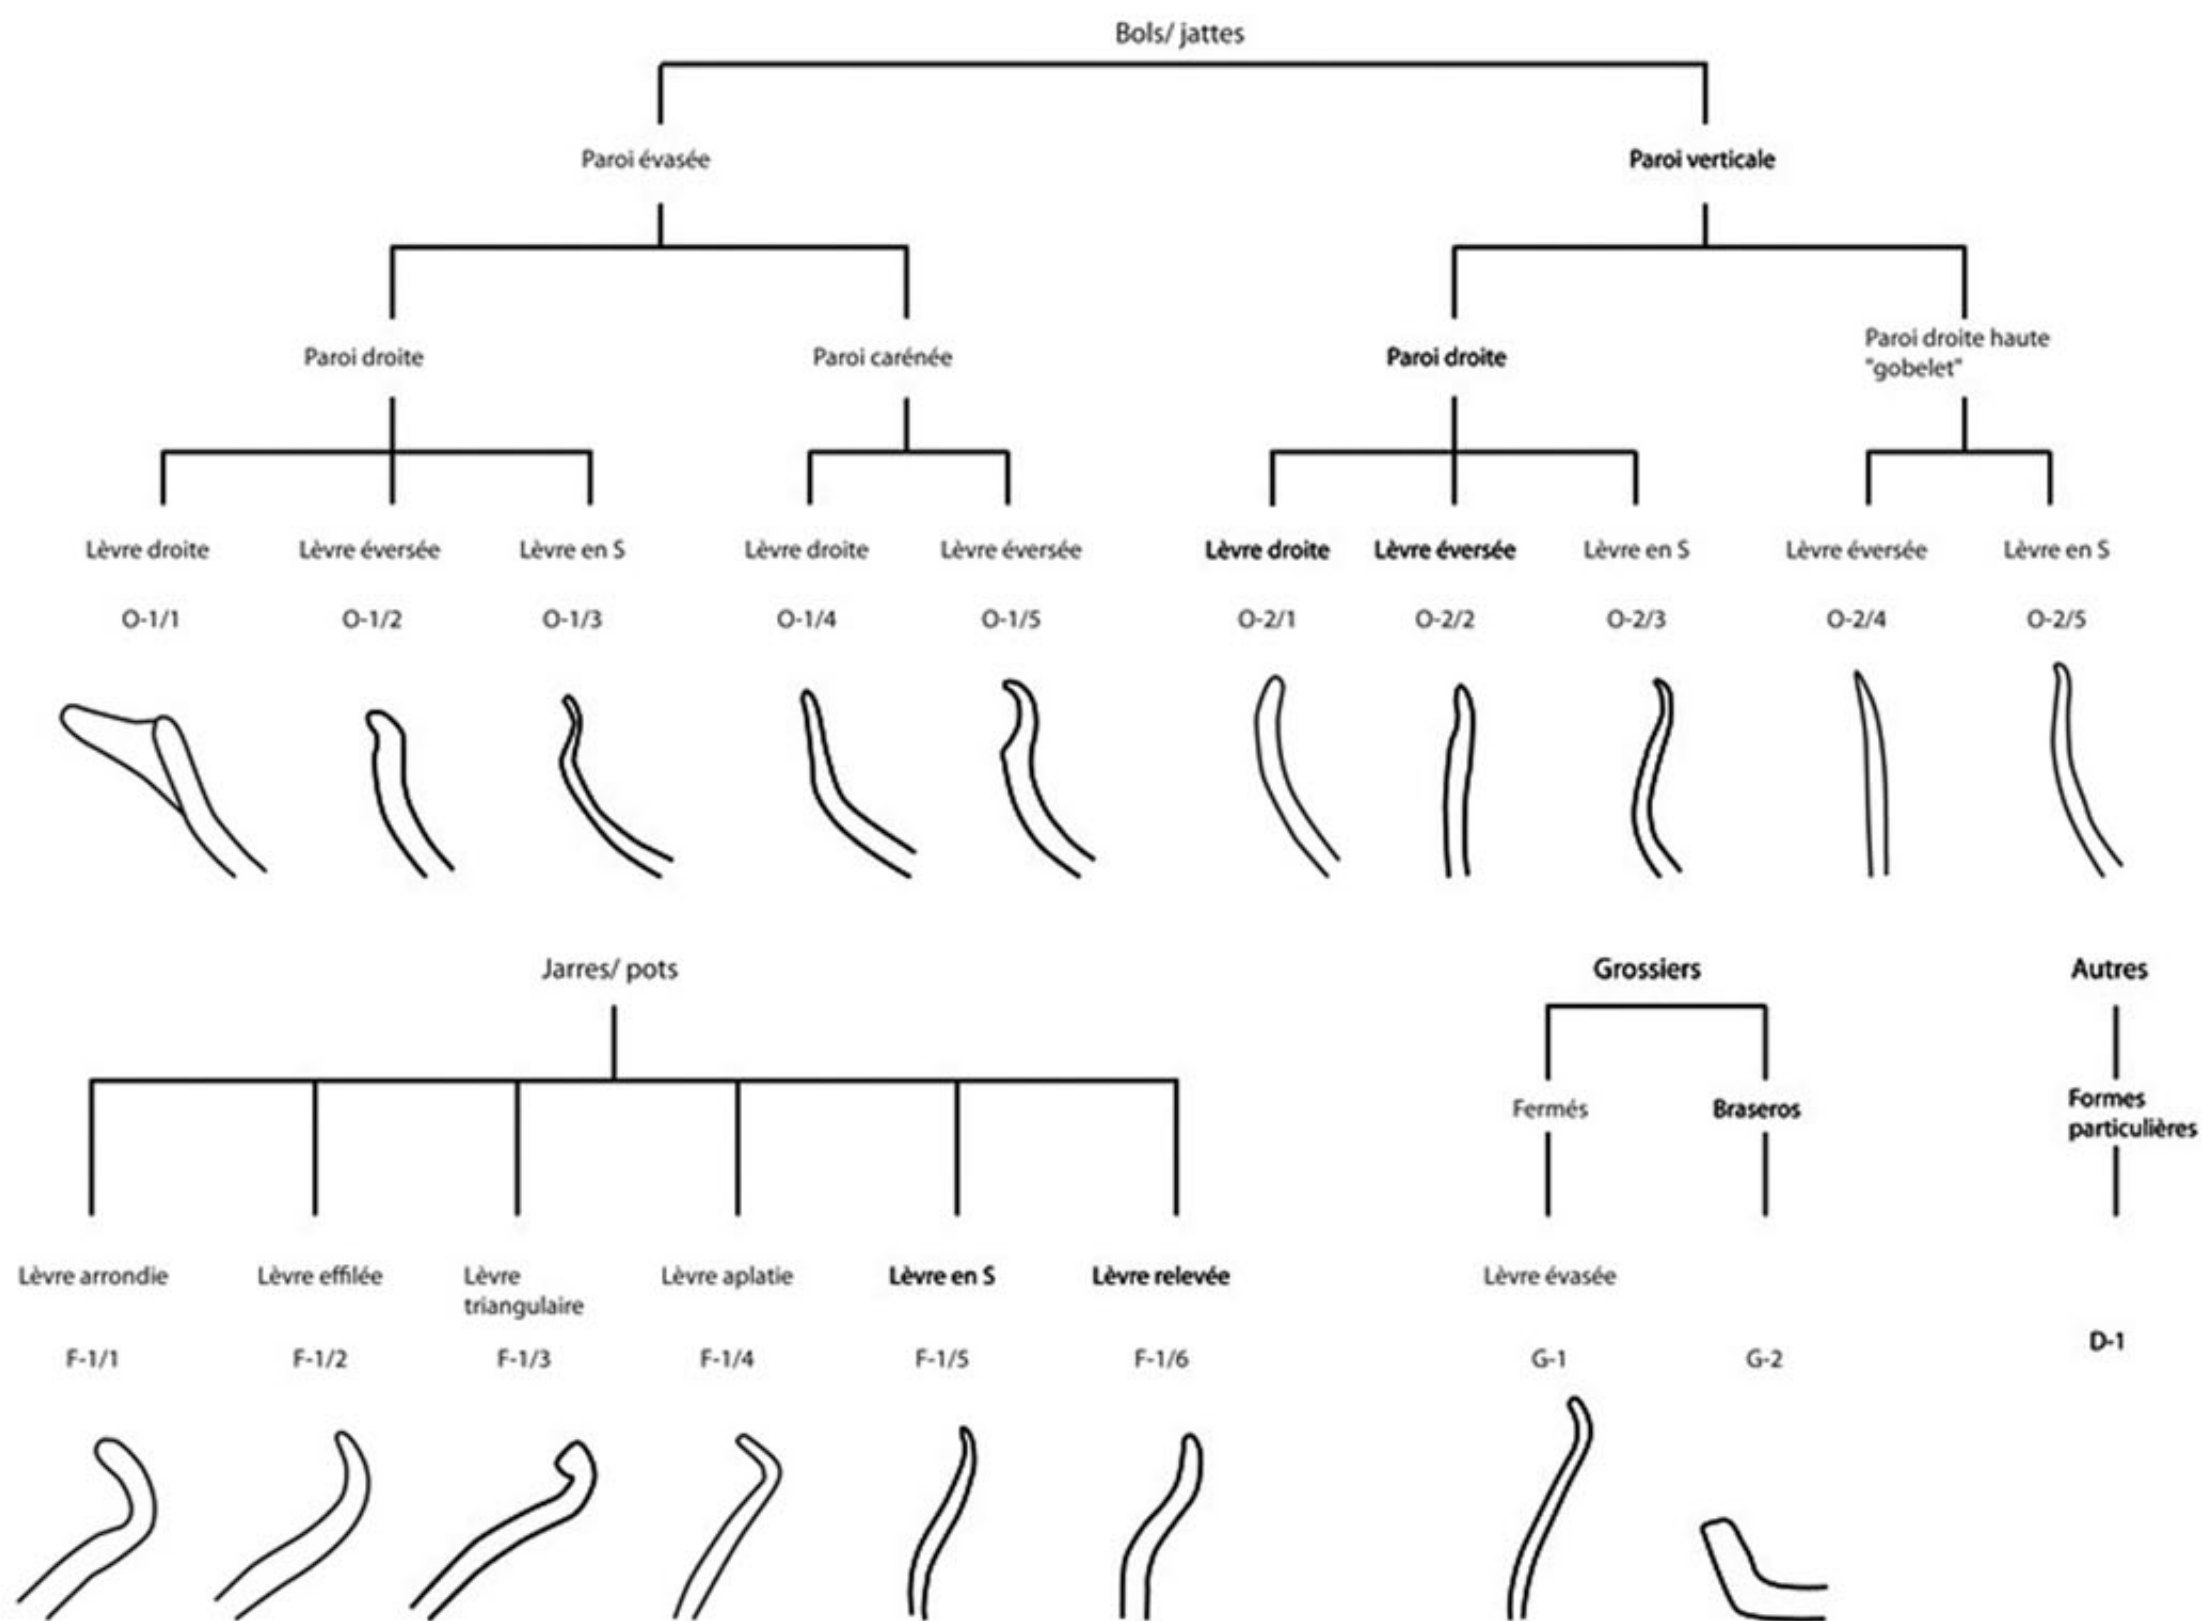 Bols/ jattes
Paroi évasée
Paroi verticale
Paroi droite
Paroi carénée
Paroi droite
Paroi droite haute
"gobelet"
Lèvre droite
Lèvre éversée
Lèvre en S
Lèvre droite
Lèvre éversée
Lèvre droite
Lèvre éversée
Lèvre en S
Lèvre éversée
Lèvre en S
O-1/1
O-1/2
O-1/3
O-1/4
O-1/5
O-2/1
O-2/2
O-2/3
O-2/4
O-2/5
Jarres/ pots
Grossiers
Autres
Fermés
Braseros
Formes
particulières
Lèvre arrondie
Lèvre effilée
Lèvre
triangulaire
Lèvre aplatie
Lèvre en S
Lèvre relevée
Lèvre évasée
F-1/1
F-1/2
F-1/3
F-1/4
F-1/5
F-1/6
G-1
G-2
D-1